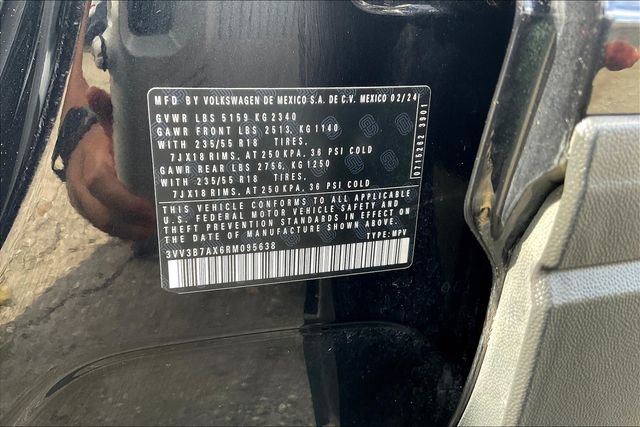 MFD BY VOLKSWAGEN DE MEXICO S.A. DE C.V. MEXICO 02/24
GVWR LBS 5159 KG 2340
GAWR FRONT LBS 2513, KG 1140
WITH 235/55 R18 TIRES,
7JX18 RIMS, AT 250 KPA, 36 PSI COLD
GAWR REAR LBS 2756, KG 1250
WITH 235/55 R18 TIRES,
7JX18 RIMS, AT 250 KPA, 36 PSI COLD
THIS VEHICLE CONFORMS TO ALL APPLICABLE
U.S. FEDERAL MOTOR VEHICLE SAFETY AND
THEFT PREVENTION STANDARDS IN EFFECT ON
THE DATE OF MANUFACTURE SHOWN ABOVE.
3VV3B7AX6RM095638 TYPE: MPV
0715262 3901